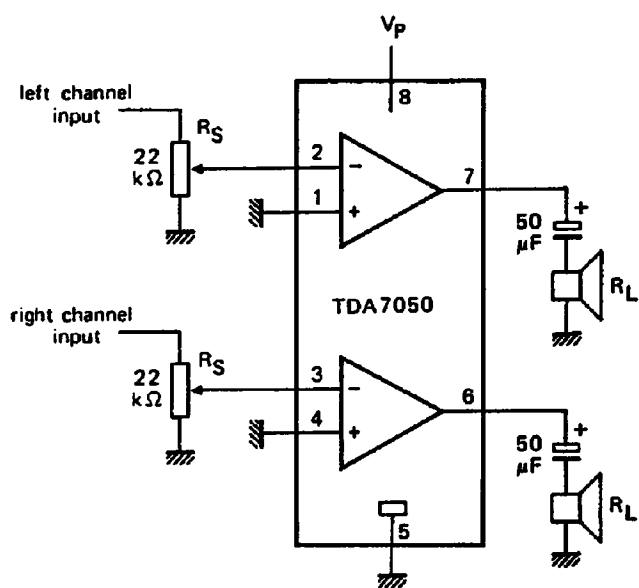 V_P
8
left channel
input
R_S
22
kΩ
2
−
1
+
7
+
50
μF
R_L
TDA7050
right channel
input
R_S
22
kΩ
3
−
4
+
6
+
50
μF
R_L
5